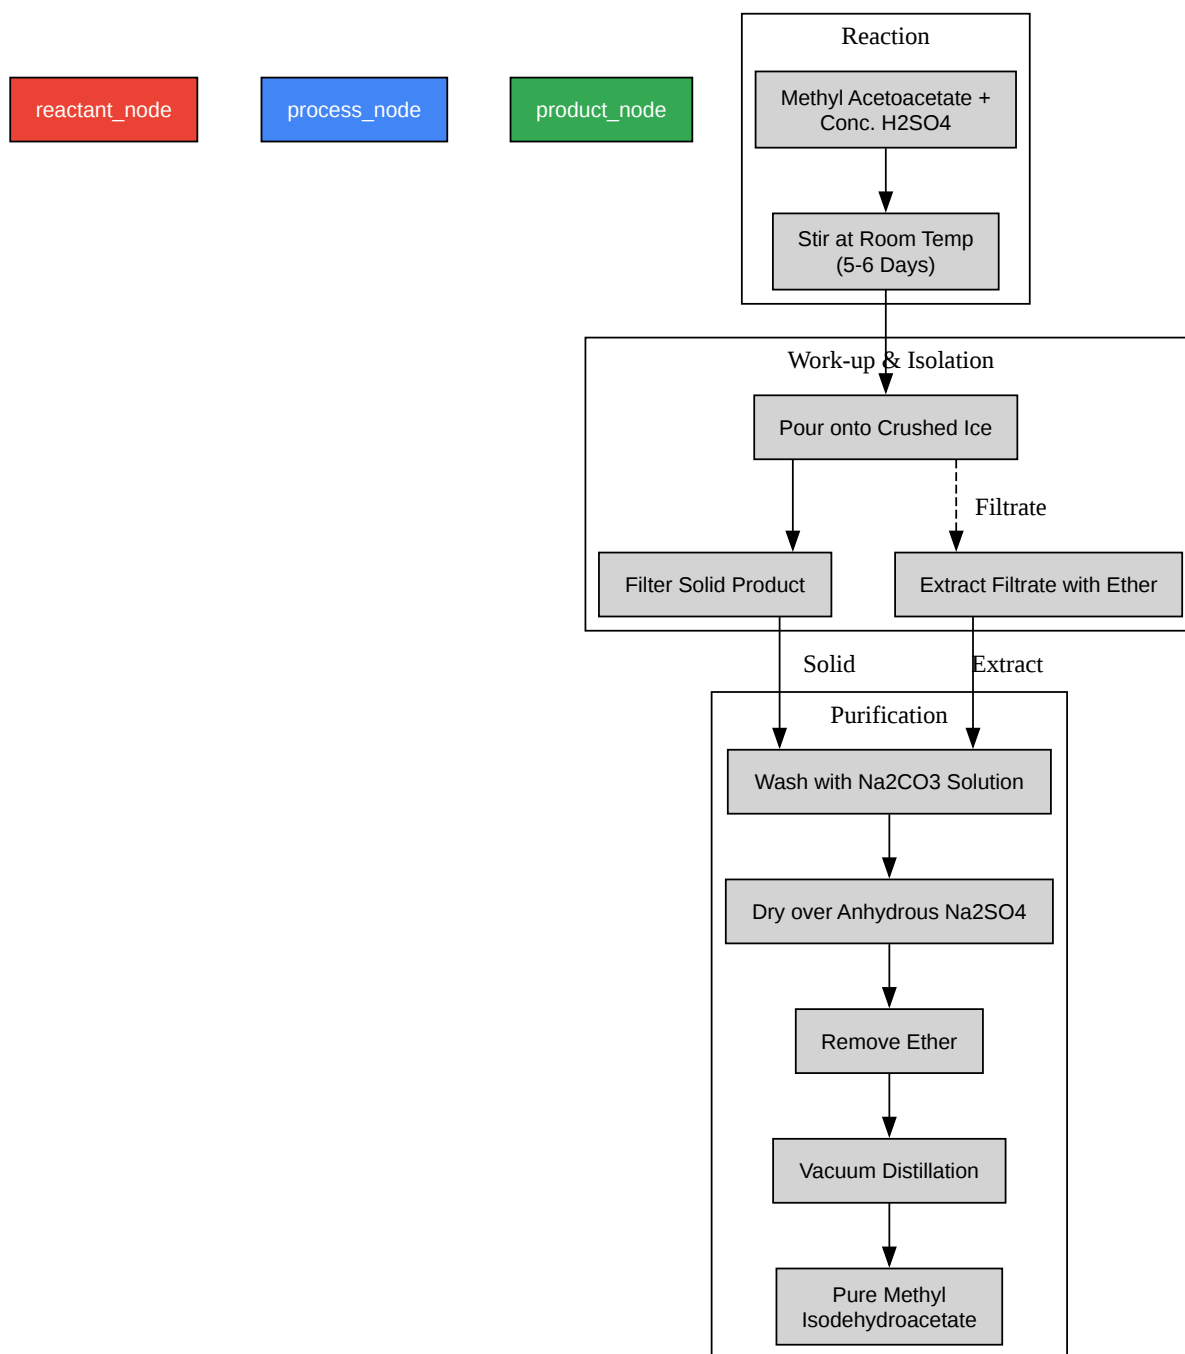 Reaction
reactant_node
process_node
product_node
Methyl Acetoacetate +
Conc. H2SO4
Stir at Room Temp
(5-6 Days)
Work-up & Isolation
Pour onto Crushed Ice
Filtrate
Filter Solid Product
Extract Filtrate with Ether
Solid
Extract
Purification
Wash with Na2CO3 Solution
Dry over Anhydrous Na2SO4
Remove Ether
Vacuum Distillation
Pure Methyl
Isodehydroacetate